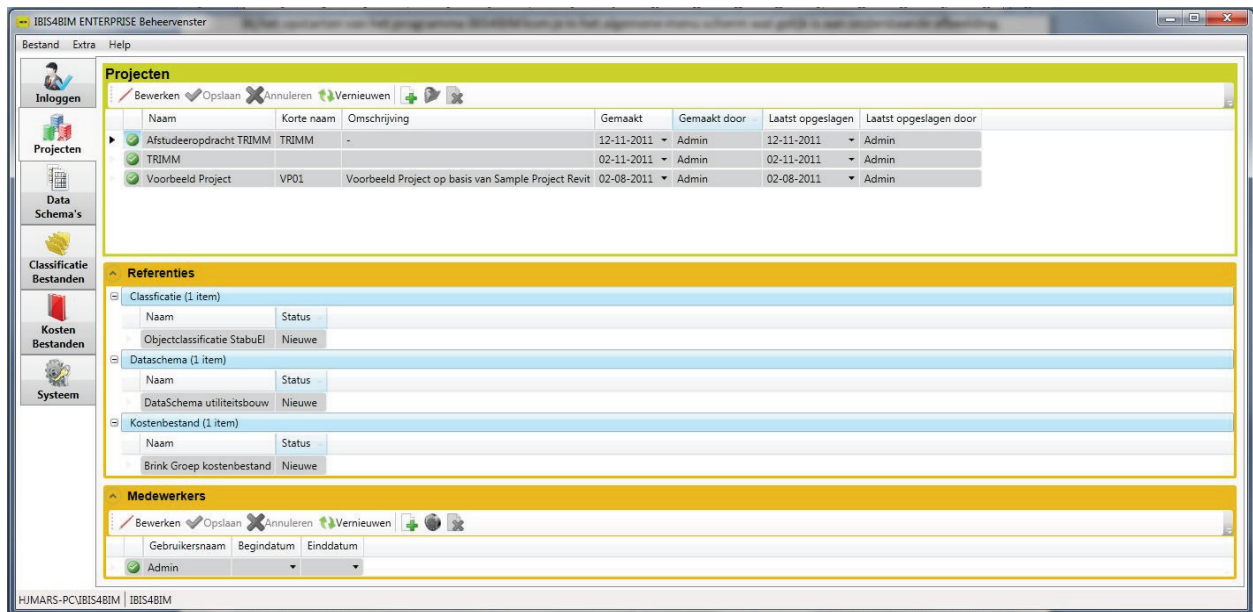 IBIS4BIM ENTERPRISE Beheervenster
Bestand Extra Help
Inloggen
Projecten
Data
Schema's
Classificatie
Bestanden
Kosten
Bestanden
Systeem
Projecten
Bewerken Opslaan Annuleren Vernieuwen
Naam Korte naam Omschrijving Gemaakt Gemaakt door Laatst opgeslagen Laatst opgeslagen door
Afstudeeropdracht TRIMM TRIMM - 12-11-2011 Admin 12-11-2011 Admin
TRIMM 02-11-2011 Admin 02-11-2011 Admin
Voorbeeld Project VP01 Voorbeeld Project op basis van Sample Project Revit 02-08-2011 Admin 02-08-2011 Admin
Referenties
Classficatie (1 item)
Naam Status
Objectclassificatie StabuEl Nieuwe
Dataschema (1 item)
Naam Status
DataSchema utiliteitsbouw Nieuwe
Kostenbestand (1 item)
Naam Status
Brink Groep kostenbestand Nieuwe
Medewerkers
Bewerken Opslaan Annuleren Vernieuwen
Gebruikersnaam Begindatum Einddatum
Admin
HJMARS-PC\IBIS4BIM IBIS4BIM